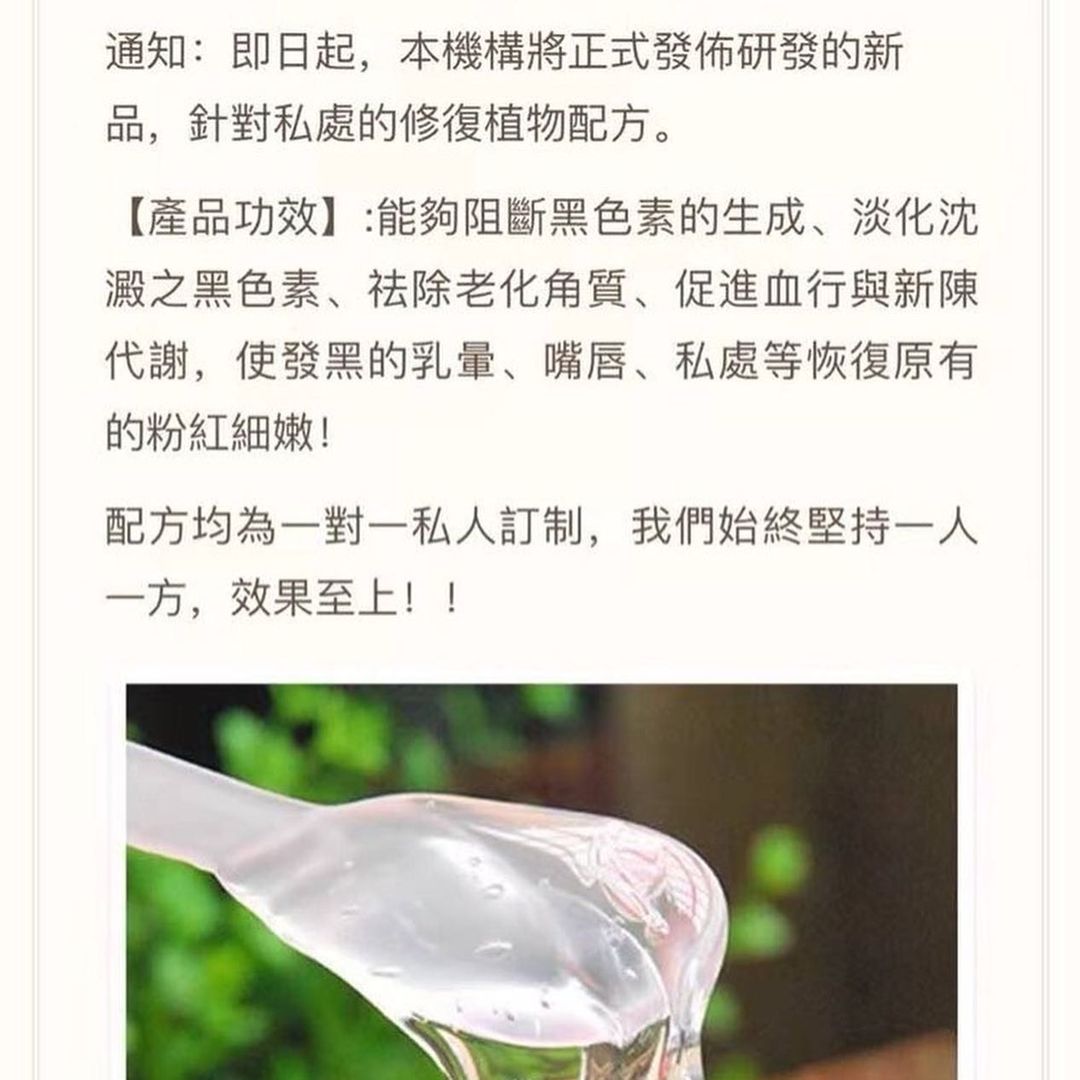 通知：即日起，本機構將正式發佈研發的新
品，針對私處的修復植物配方。
【產品功效】:能夠阻斷黑色素的生成、淡化沈
澱之黑色素、祛除老化角質、促進血行與新陳
代謝，使發黑的乳暈、嘴唇、私處等恢復原有
的粉紅細嫩！
配方均為一對一私人訂制，我們始終堅持一人
一方，效果至上！！